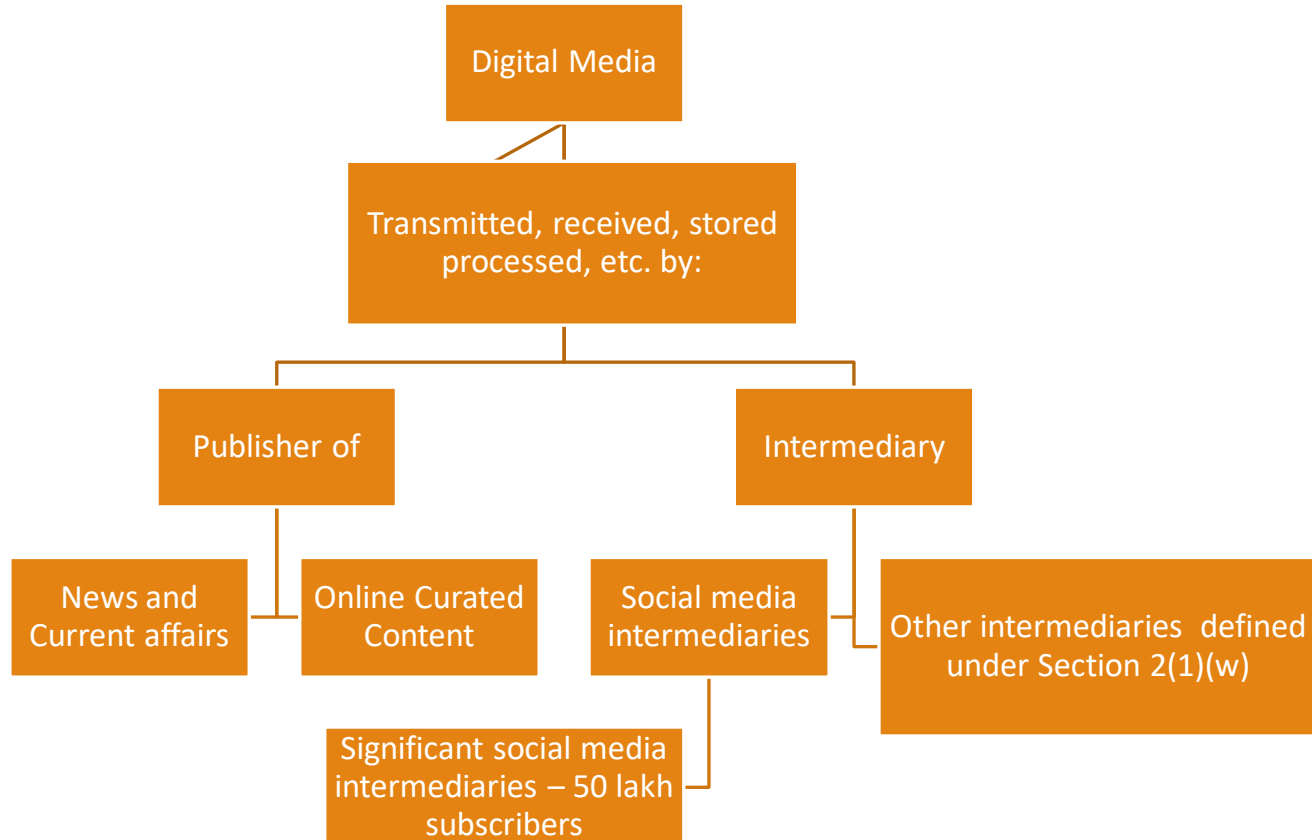 Digital Media
Transmitted, received, stored
processed, etc. by:
Publisher of
Intermediary
News and
Current affairs
Online Curated
Content
Social media
intermediaries
Other intermediaries  defined
under Section 2(1)(w)
Significant social media
intermediaries – 50 lakh
subscribers